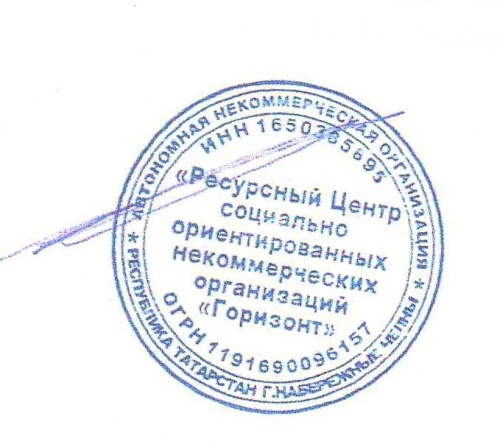 АВТОНОМНАЯ НЕКОММЕРЧЕСКАЯ ОРГАНИЗАЦИЯ
ИНН 1650385695
«Ресурсный Центр
социально
ориентированных
некоммерческих
организаций
«Горизонт»
ОГРН 1191690096157
* РЕСПУБЛИКА ТАТАРСТАН Г.НАБЕРЕЖНЫЕ ЧЕЛНЫ *